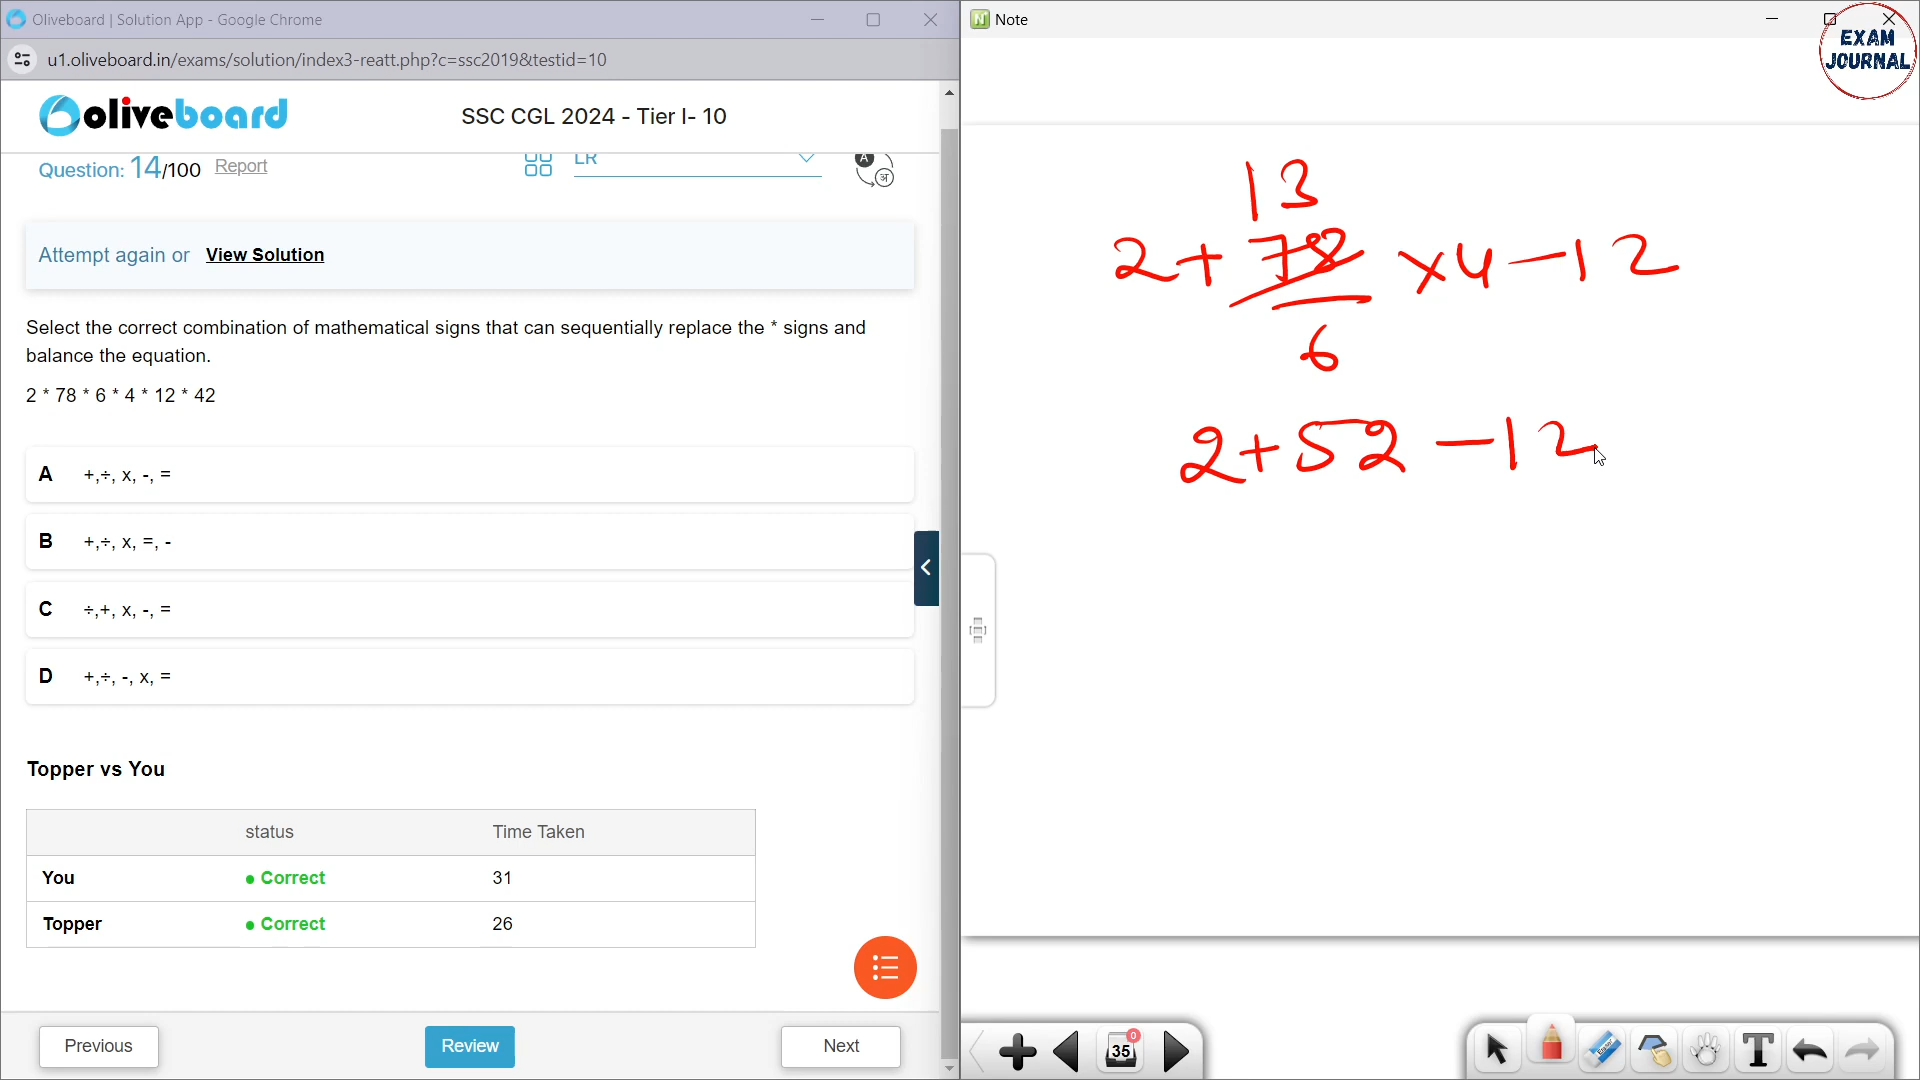 Oliveboard | Solution App - Google Chrome
u1.oliveboard.in/exams/solution/index3-reatt.php?c=ssc2019&testid=10
oliveboard
SSC CGL 2024 - Tier I- 10
Question: 14/100 Report
LR
A अ
Attempt again or View Solution
Select the correct combination of mathematical signs that can sequentially replace the * signs and
balance the equation.
2 * 78 * 6 * 4 * 12 * 42
A +,÷, x, -, =
B +,÷, x, =, -
C ÷,+, x, -, =
D +,÷, -, x, =
Topper vs You
status Time Taken
You Correct 31
Topper Correct 26
Previous Review Next
Note
EXAM
JOURNAL
13
2 + 78 × 4 - 12
6
2 + 52 - 12
35
0
T